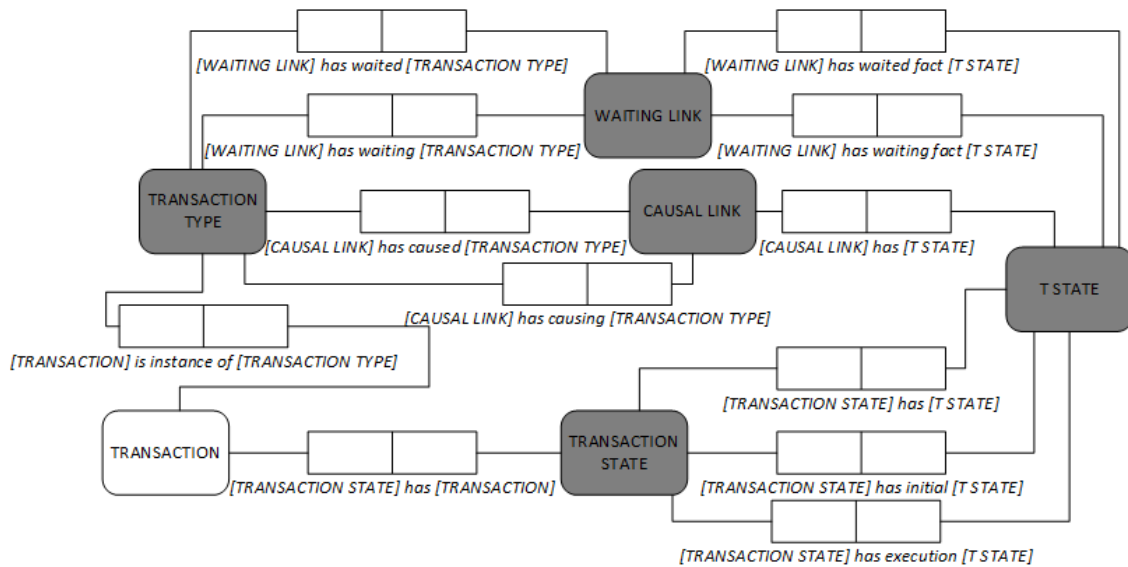 [WAITING LINK] has waited [TRANSACTION TYPE]
[WAITING LINK] has waited fact [T STATE]
WAITING LINK
[WAITING LINK] has waiting [TRANSACTION TYPE]
[WAITING LINK] has waiting fact [T STATE]
TRANSACTION
TYPE
CAUSAL LINK
[CAUSAL LINK] has caused [TRANSACTION TYPE]
[CAUSAL LINK] has [T STATE]
T STATE
[CAUSAL LINK] has causing [TRANSACTION TYPE]
[TRANSACTION] is instance of [TRANSACTION TYPE]
[TRANSACTION STATE] has [T STATE]
TRANSACTION
TRANSACTION
STATE
[TRANSACTION STATE] has [TRANSACTION]
[TRANSACTION STATE] has initial [T STATE]
[TRANSACTION STATE] has execution [T STATE]